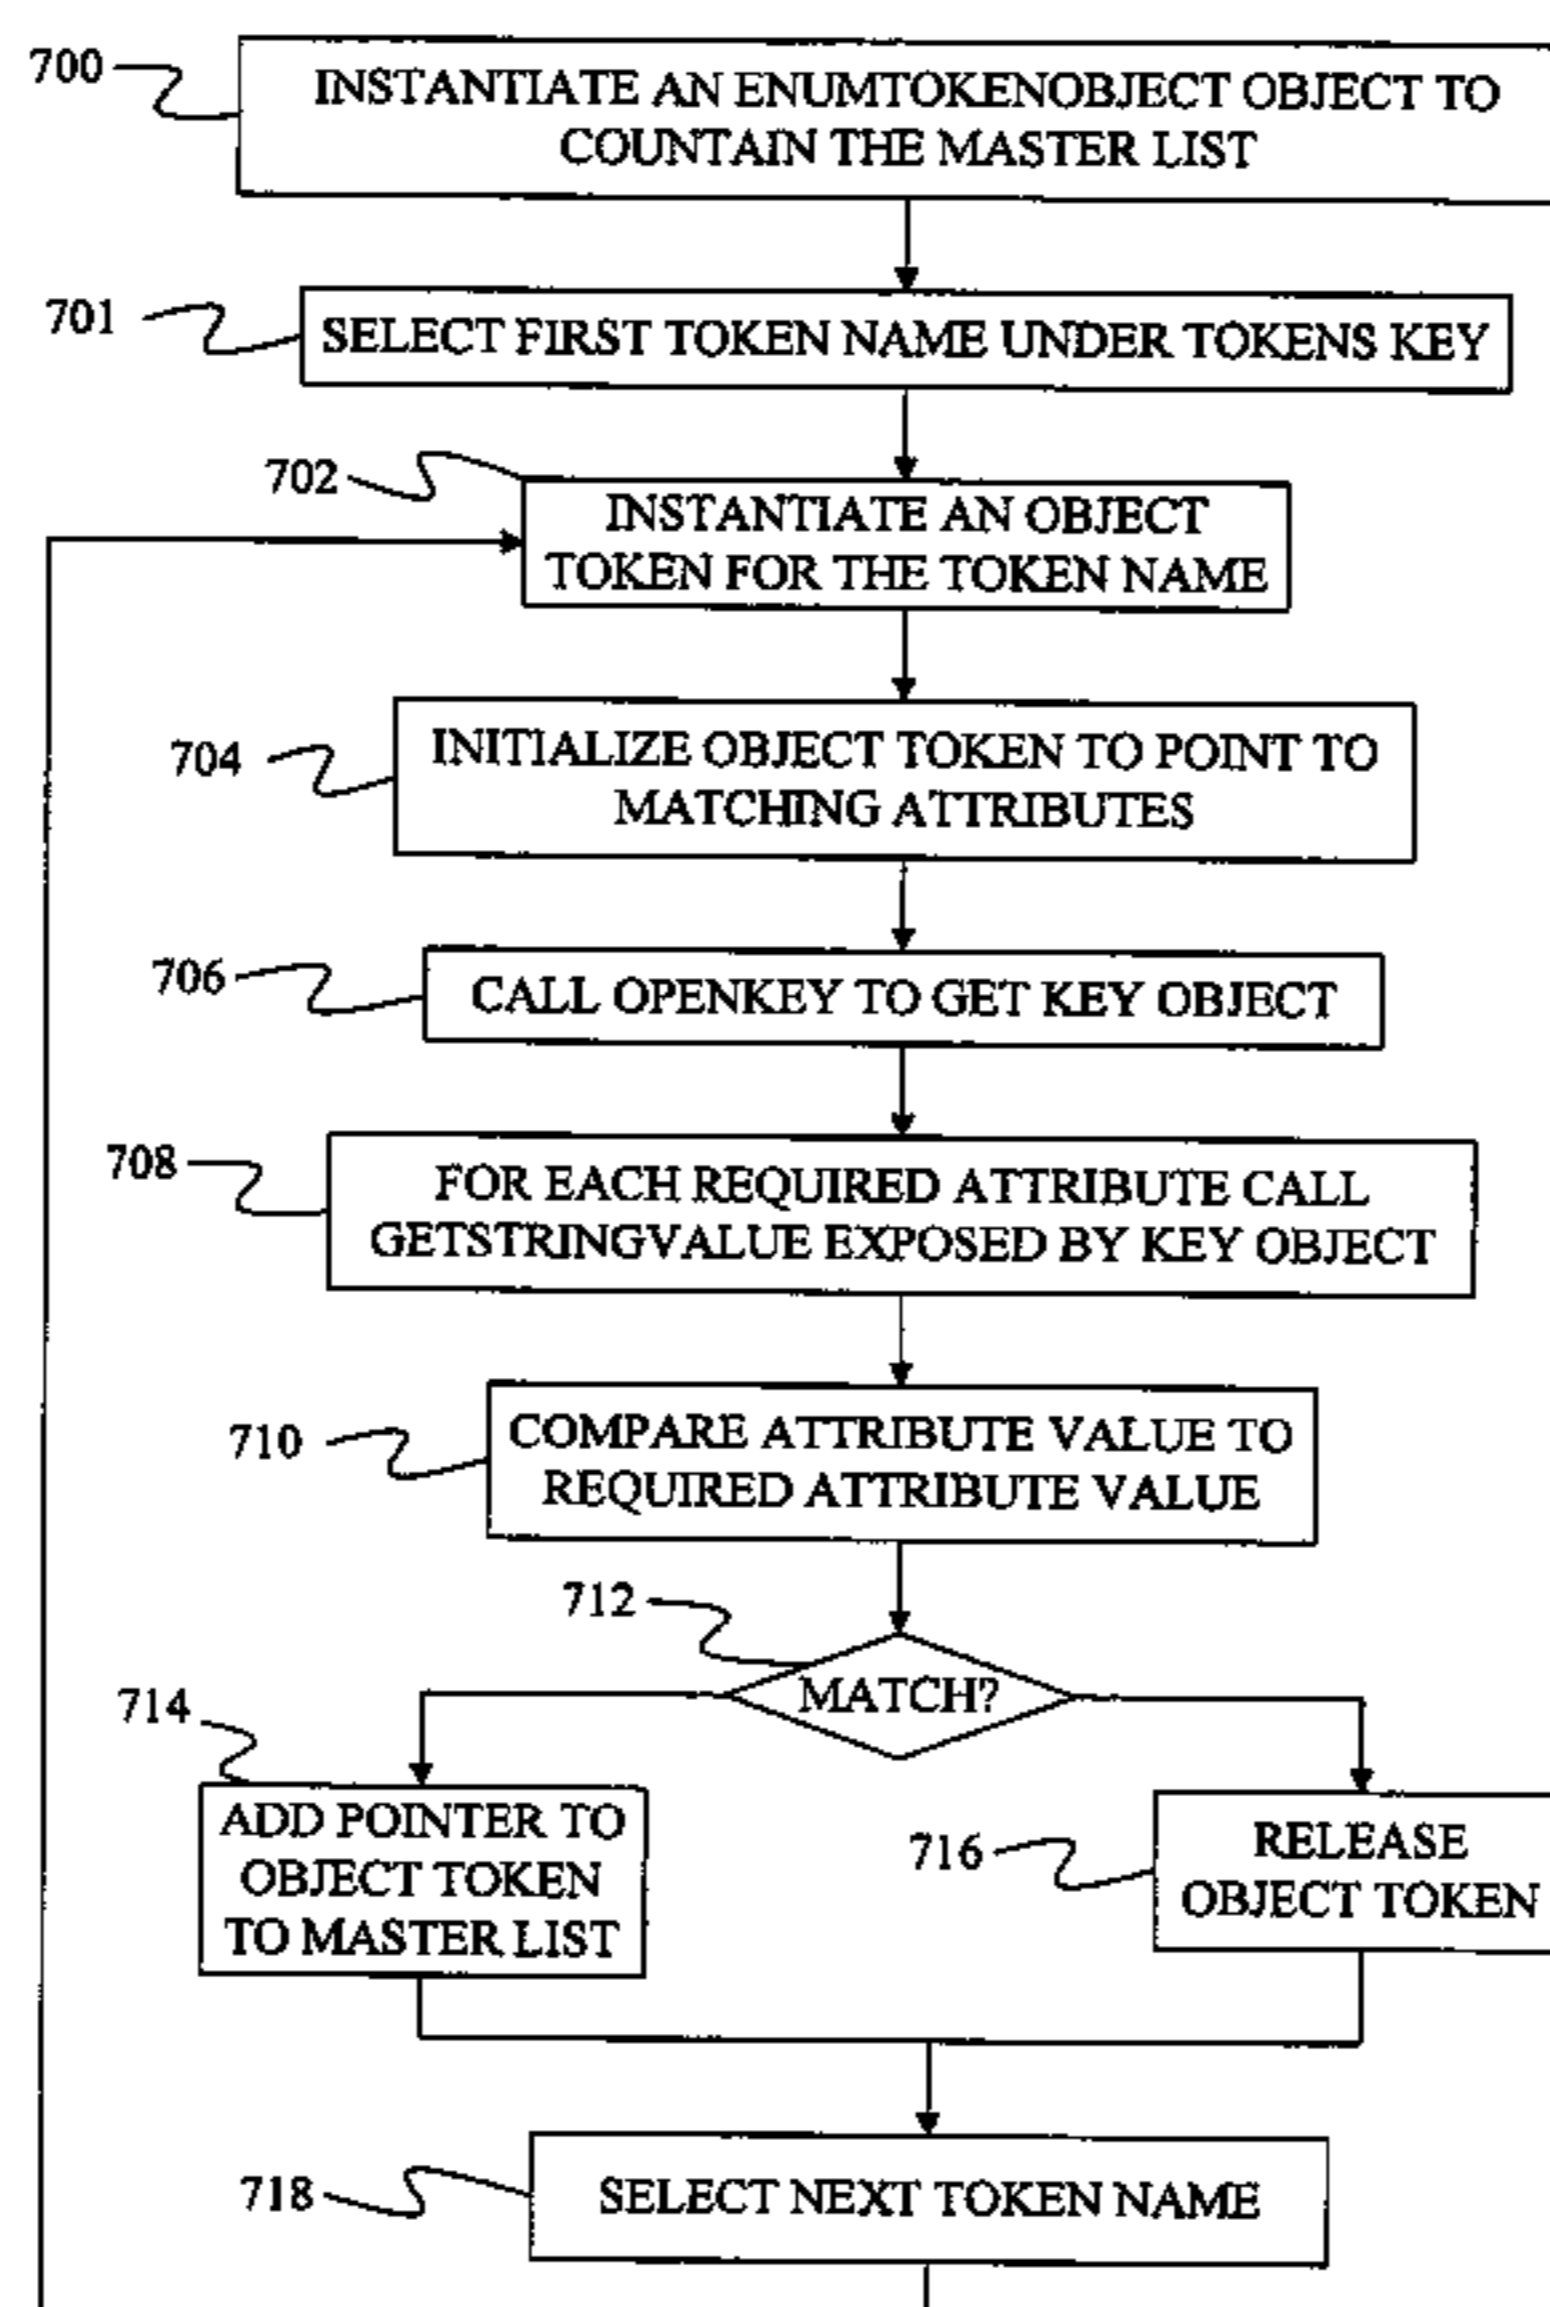 700
INSTANTIATE AN ENUMTOKENOBJECT OBJECT TO
COUNTAIN THE MASTER LIST
701
SELECT FIRST TOKEN NAME UNDER TOKENS KEY
702
INSTANTIATE AN OBJECT
TOKEN FOR THE TOKEN NAME
704
INITIALIZE OBJECT TOKEN TO POINT TO
MATCHING ATTRIBUTES
706
CALL OPENKEY TO GET KEY OBJECT
708
FOR EACH REQUIRED ATTRIBUTE CALL
GETSTRINGVALUE EXPOSED BY KEY OBJECT
710
COMPARE ATTRIBUTE VALUE TO
REQUIRED ATTRIBUTE VALUE
712
MATCH?
714
ADD POINTER TO
OBJECT TOKEN
TO MASTER LIST
716
RELEASE
OBJECT TOKEN
718
SELECT NEXT TOKEN NAME